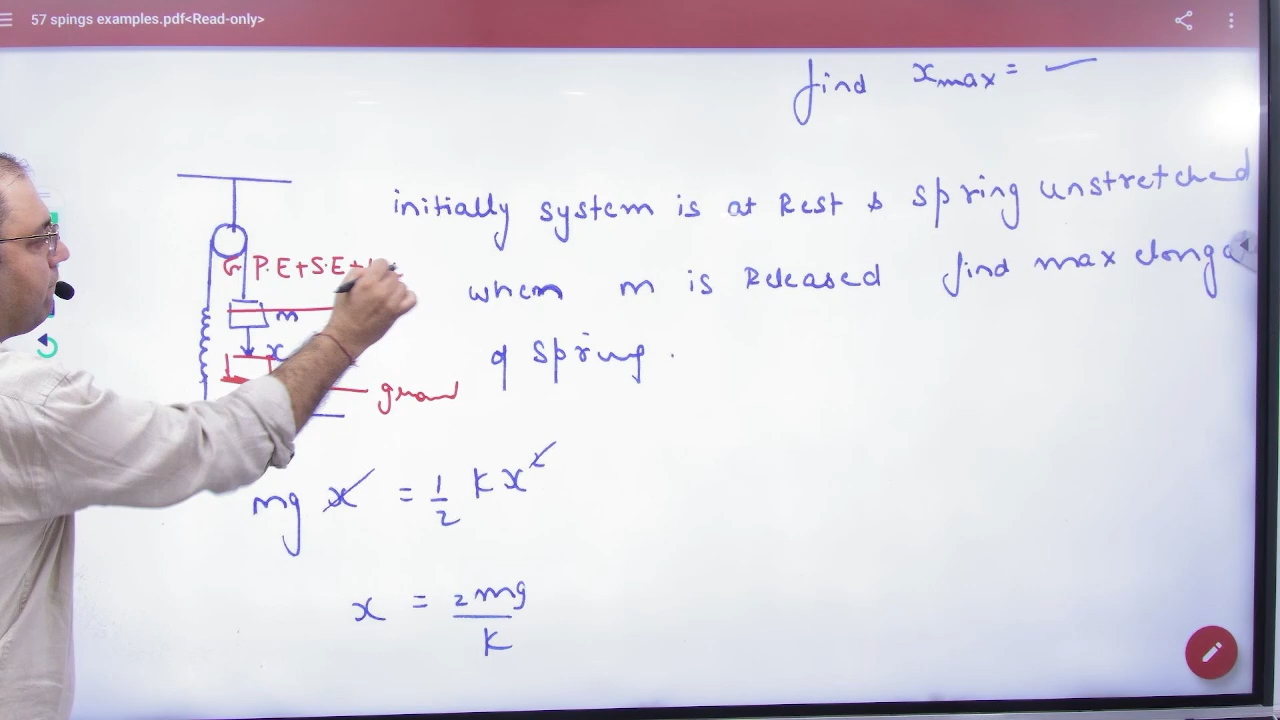 57 spings examples.pdf<Read-only>
find xmax =
initially system is at Rest & spring unstretched
G P.E+S.E+
when m is Released find max elonga
m
x
of spring.
ground
mg x = 1/2 kx²
x = 2mg/k